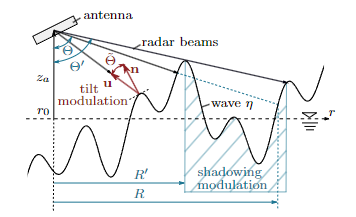 antenna
radar beams
Θ
Θ′
Θ̃
n
u
z_a
tilt
modulation
wave η
r_0
r
shadowing
modulation
R′
R